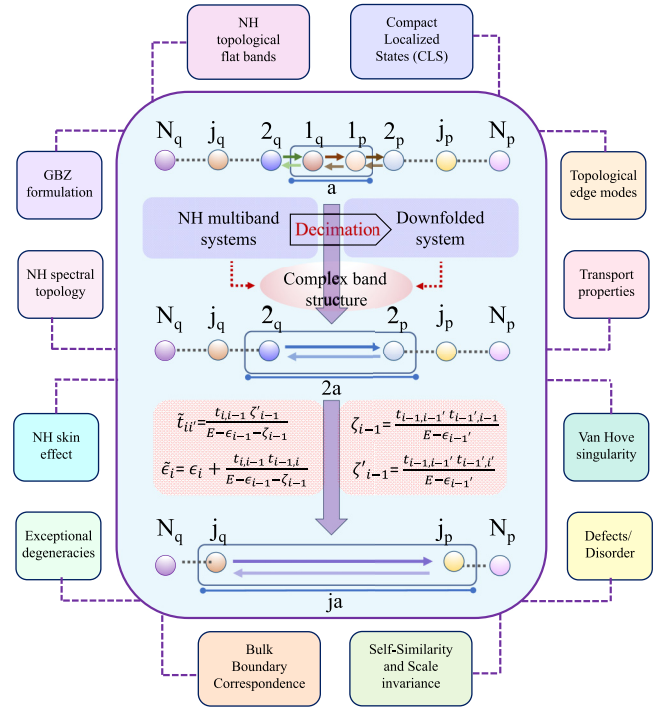 NH
topological
flat bands
Compact
Localized
States (CLS)
GBZ
formulation
NH spectral
topology
NH skin
effect
Exceptional
degeneracies
N_q j_q 2_q 1_q 1_p 2_p j_p N_p
a
NH multiband
systems
Decimation
Downfolded
system
Complex band
structure
N_q j_q 2_q 2_p j_p N_p
2a
t̃_{ii′}=\frac{t_{i,i−1} ζ′_{i−1}}{E−ϵ_{i−1}−ζ_{i−1}}
ζ_{i−1}=\frac{t_{i−1,i−1′} t_{i−1′,i−1}}{E−ϵ_{i−1′}}
ϵ̃_i= ϵ_i + \frac{t_{i,i−1} t_{i−1,i}}{E−ϵ_{i−1}−ζ_{i−1}}
ζ′_{i−1}=\frac{t_{i−1,i−1′} t_{i−1′,i′}}{E−ϵ_{i−1′}}
N_q j_q j_p N_p
ja
Topological
edge modes
Transport
properties
Van Hove
singularity
Defects/
Disorder
Bulk
Boundary
Correspondence
Self-Similarity
and Scale
invariance